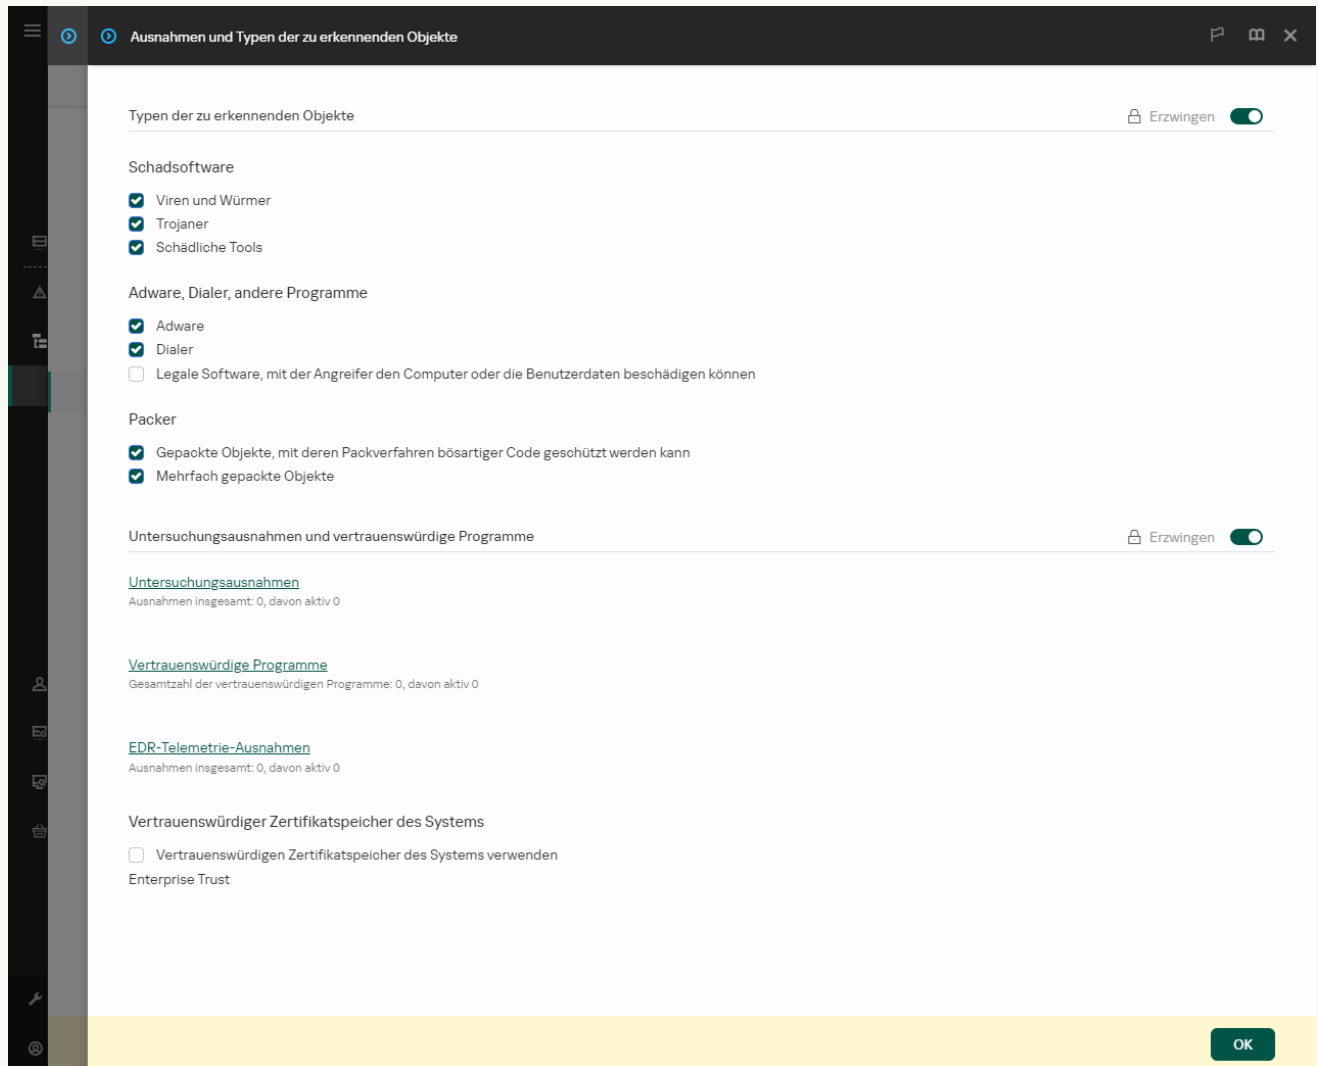 Ausnahmen und Typen der zu erkennenden Objekte
Typen der zu erkennenden Objekte
Erzwingen
Schadsoftware
Viren und Würmer
Trojaner
Schädliche Tools
Adware, Dialer, andere Programme
Adware
Dialer
Legale Software, mit der Angreifer den Computer oder die Benutzerdaten beschädigen können
Packer
Gepackte Objekte, mit deren Packverfahren bösartiger Code geschützt werden kann
Mehrfach gepackte Objekte
Untersuchungsausnahmen und vertrauenswürdige Programme
Erzwingen
Untersuchungsausnahmen
Ausnahmen insgesamt: 0, davon aktiv 0
Vertrauenswürdige Programme
Gesamtzahl der vertrauenswürdigen Programme: 0, davon aktiv 0
EDR-Telemetrie-Ausnahmen
Ausnahmen insgesamt: 0, davon aktiv 0
Vertrauenswürdiger Zertifikatspeicher des Systems
Vertrauenswürdigen Zertifikatspeicher des Systems verwenden
Enterprise Trust
OK